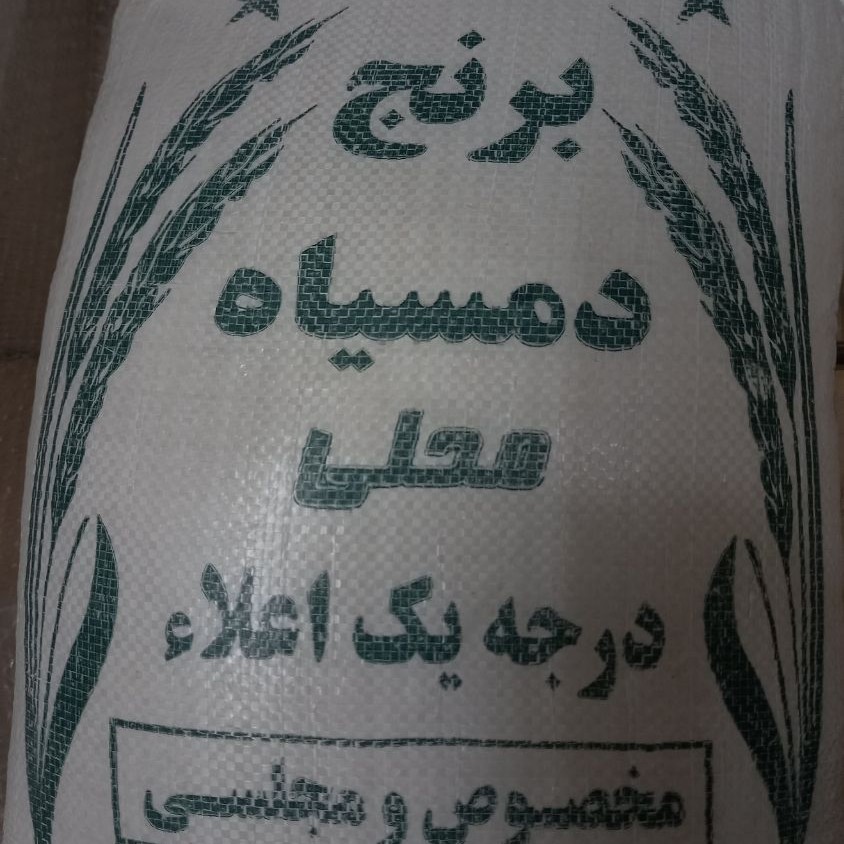 برنج
دمسیاه
محلی
درجه یک اعلاء
مخصوص و مجلسی